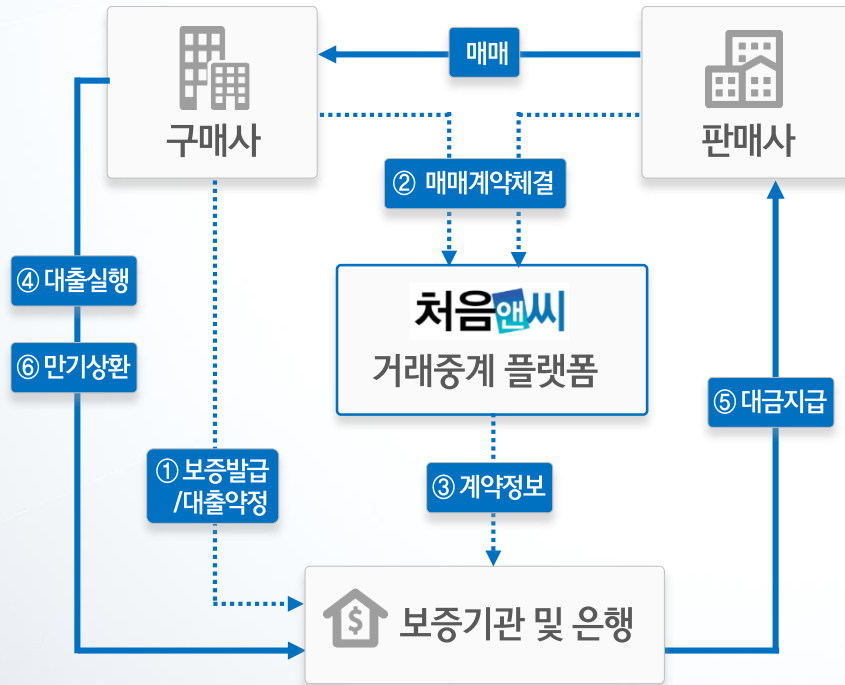 매매
구매사
판매사
② 매매계약체결
④ 대출실행
처음앤씨
거래중계 플랫폼
⑥ 만기상환
⑤ 대금지급
① 보증발급
/대출약정
③ 계약정보
$
보증기관 및 은행